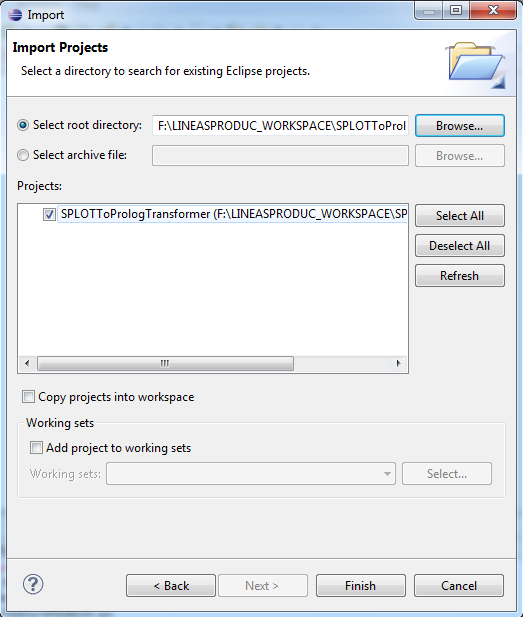 Import
Import Projects
Select a directory to search for existing Eclipse projects.
Select root directory: F:\LINEASPRODUC_WORKSPACE\SPLOTToProl Browse...
Select archive file: Browse...
Projects:
SPLOTToPrologTransformer (F:\LINEASPRODUC_WORKSPACE\SP
Select All
Deselect All
Refresh
Copy projects into workspace
Working sets
Add project to working sets
Working sets: Select...
? < Back Next > Finish Cancel